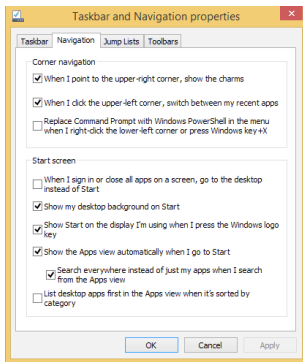 Taskbar and Navigation properties
Taskbar Navigation Jump Lists Toolbars
Corner navigation
When I point to the upper-right corner, show the charms
When I click the upper-left corner, switch between my recent apps
Replace Command Prompt with Windows PowerShell in the menu
when I right-click the lower-left corner or press Windows key+X
Start screen
When I sign in or close all apps on a screen, go to the desktop
instead of Start
Show my desktop background on Start
Show Start on the display I'm using when I press the Windows logo
key
Show the Apps view automatically when I go to Start
Search everywhere instead of just my apps when I search
from the Apps view
List desktop apps first in the Apps view when it's sorted by
category
OK Cancel Apply